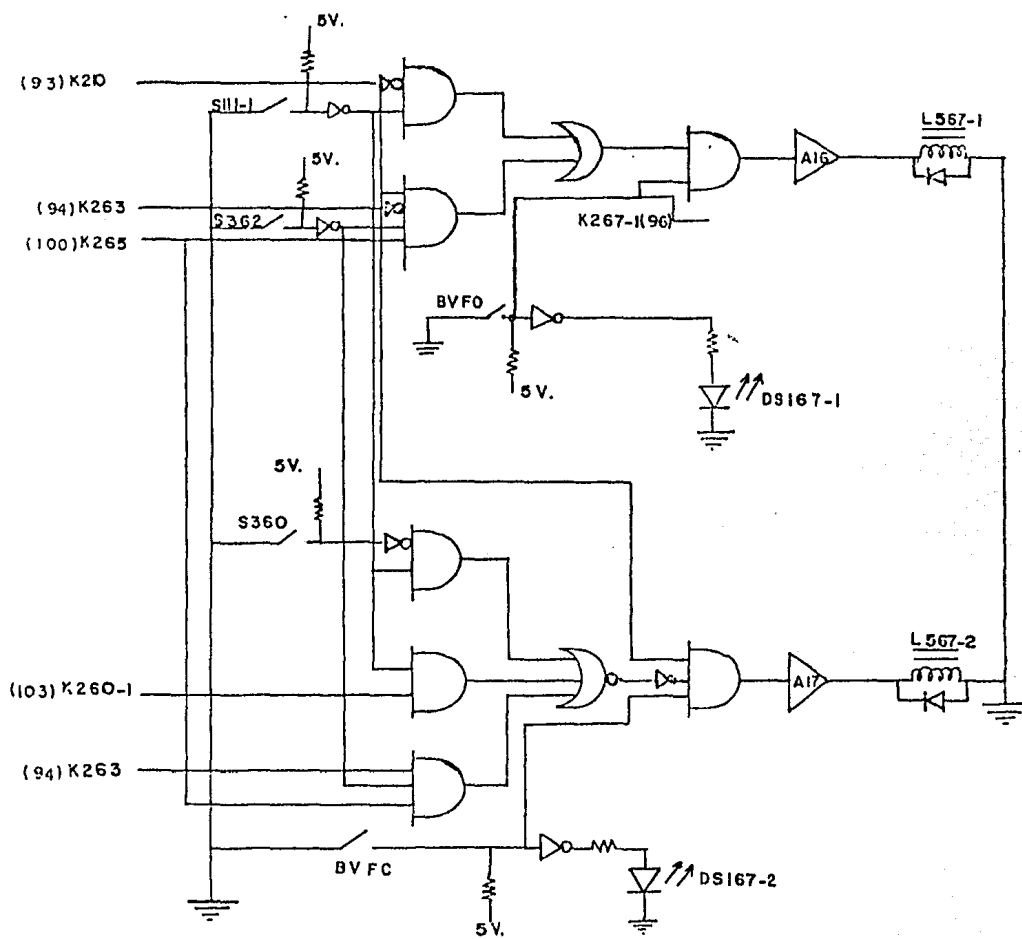 5V.
(93)K210
S111-1
L567-1
A16
5V.
(94)K263
S362
(100)K265
K267-1(96)
BVFO
5V.
DS167-1
5V.
S360
L567-2
A17
(103)K260-1
(94)K263
BVFC
DS167-2
5V.